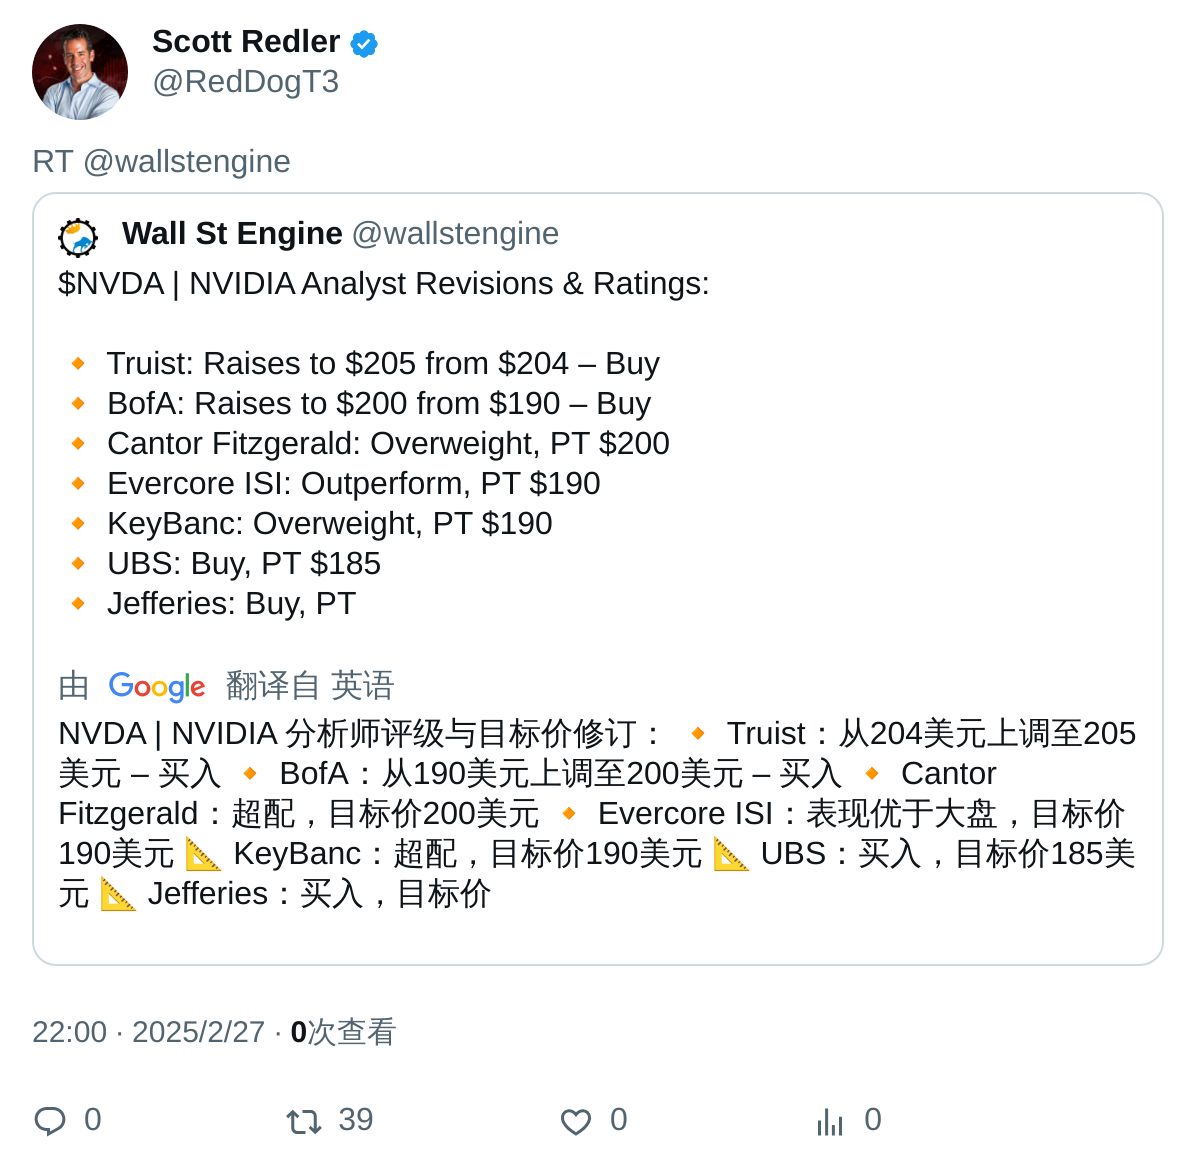 Scott Redler
@RedDogT3
RT @wallstengine
Wall St Engine @wallstengine
$NVDA | NVIDIA Analyst Revisions & Ratings:
🔸 Truist: Raises to $205 from $204 – Buy
🔸 BofA: Raises to $200 from $190 – Buy
🔸 Cantor Fitzgerald: Overweight, PT $200
🔸 Evercore ISI: Outperform, PT $190
🔸 KeyBanc: Overweight, PT $190
🔸 UBS: Buy, PT $185
🔸 Jefferies: Buy, PT
由 Google 翻译自 英语
NVDA | NVIDIA 分析师评级与目标价修订： 🔸 Truist：从204美元上调至205
美元 – 买入 🔸 BofA：从190美元上调至200美元 – 买入 🔸 Cantor
Fitzgerald：超配，目标价200美元 🔸 Evercore ISI：表现优于大盘，目标价
190美元 📐 KeyBanc：超配，目标价190美元 📐 UBS：买入，目标价185美
元 📐 Jefferies：买入，目标价
22:00 · 2025/2/27 · 0次查看
0 39 0 0